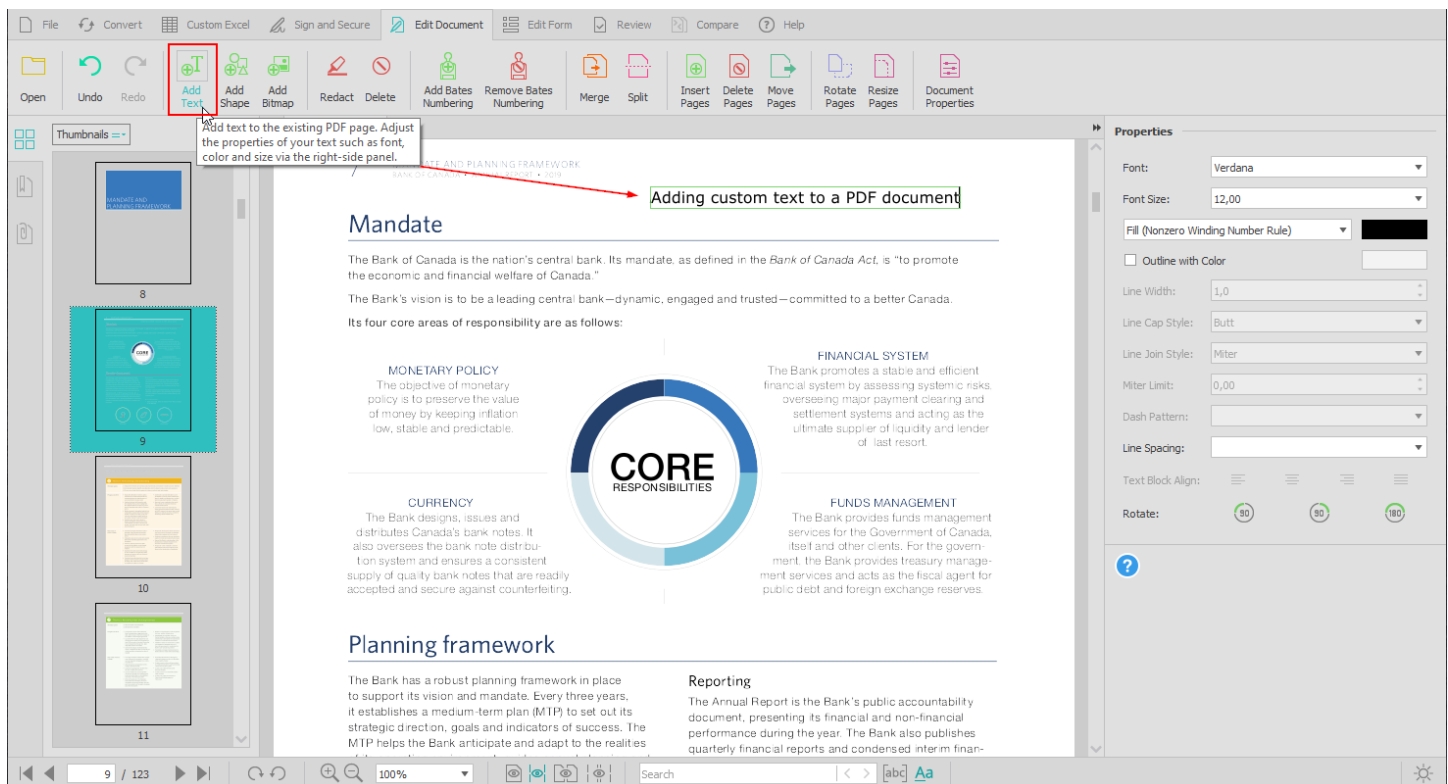 File Convert Custom Excel Sign and Secure Edit Document Edit Form Review Compare Help
Open Undo Redo Add Text Add Shape Add Bitmap Redact Delete Add Bates Numbering Remove Bates Numbering Merge Split Insert Pages Delete Pages Move Pages Rotate Pages Resize Pages Document Properties
Thumbnails
Add text to the existing PDF page. Adjust
the properties of your text such as font,
color and size via the right-side panel.
MANDATE AND
PLANNING FRAMEWORK
8
CORE
9
10
11
ATE AND PLANNING FRAMEWORK
BANK OF CANADA • REPORT • 2019
Adding custom text to a PDF document
Mandate
The Bank of Canada is the nation's central bank. Its mandate, as defined in the Bank of Canada Act, is "to promote
the economic and financial welfare of Canada."
The Bank's vision is to be a leading central bank—dynamic, engaged and trusted—committed to a better Canada.
Its four core areas of responsibility are as follows:
MONETARY POLICY
The objective of monetary
policy is to preserve the value
of money by keeping inflation
low, stable and predictable.
FINANCIAL SYSTEM
The Bank promotes a stable and efficient
financial system by assessing systemic risks,
overseeing major payment clearing and
settlement systems and acting as the
ultimate supplier of liquidity and lender
of last resort.
CORE
RESPONSIBILITIES
CURRENCY
The Bank designs, issues and
distributes Canada's bank notes. It
also oversees the bank note distribu-
tion system and ensures a consistent
supply of quality bank notes that are readily
accepted and secure against counterfeiting.
FUNDS MANAGEMENT
The Bank provides funds management
services for the Government of Canada,
itself and other clients. For the govern-
ment, the Bank provides treasury manage-
ment services and acts as the fiscal agent for
public debt and foreign exchange reserves.
Planning framework
The Bank has a robust planning framework in place
to support its vision and mandate. Every three years,
it establishes a medium-term plan (MTP) to set out its
strategic direction, goals and indicators of success. The
MTP helps the Bank anticipate and adapt to the realities
Reporting
The Annual Report is the Bank's public accountability
document, presenting its financial and non-financial
performance during the year. The Bank also publishes
quarterly financial reports and condensed interim finan-
Properties
Font: Verdana
Font Size: 12,00
Fill (Nonzero Winding Number Rule)
Outline with Color
Line Width: 1,0
Line Cap Style: Butt
Line Join Style: Miter
Miter Limit: 0,00
Dash Pattern:
Line Spacing:
Text Block Align:
Rotate: 90 90 180
?
9 / 123 100% Search [abc] Aa